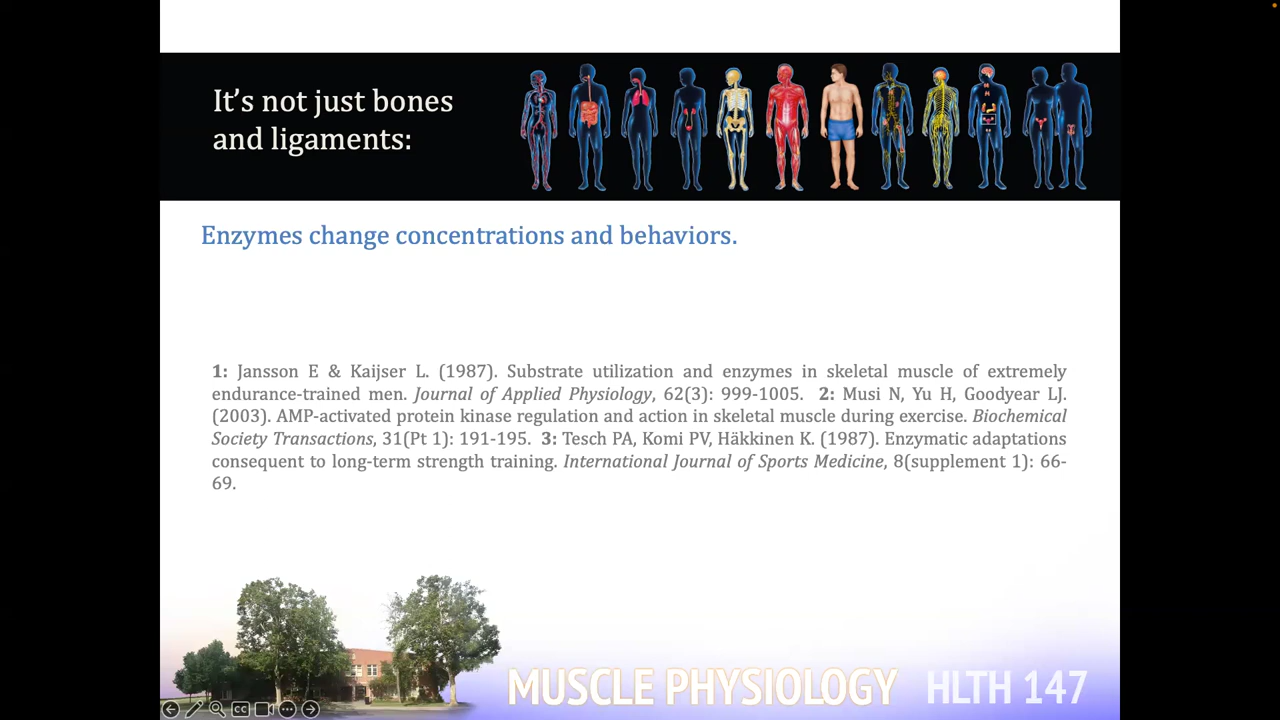 It’s not just bones
and ligaments:
Enzymes change concentrations and behaviors.
1: Jansson E & Kaijser L. (1987). Substrate utilization and enzymes in skeletal muscle of extremely
endurance-trained men. Journal of Applied Physiology, 62(3): 999-1005. 2: Musi N, Yu H, Goodyear LJ.
(2003). AMP-activated protein kinase regulation and action in skeletal muscle during exercise. Biochemical
Society Transactions, 31(Pt 1): 191-195. 3: Tesch PA, Komi PV, Häkkinen K. (1987). Enzymatic adaptations
consequent to long-term strength training. International Journal of Sports Medicine, 8(supplement 1): 66-
69.
MUSCLE PHYSIOLOGY HLTH 147
CC